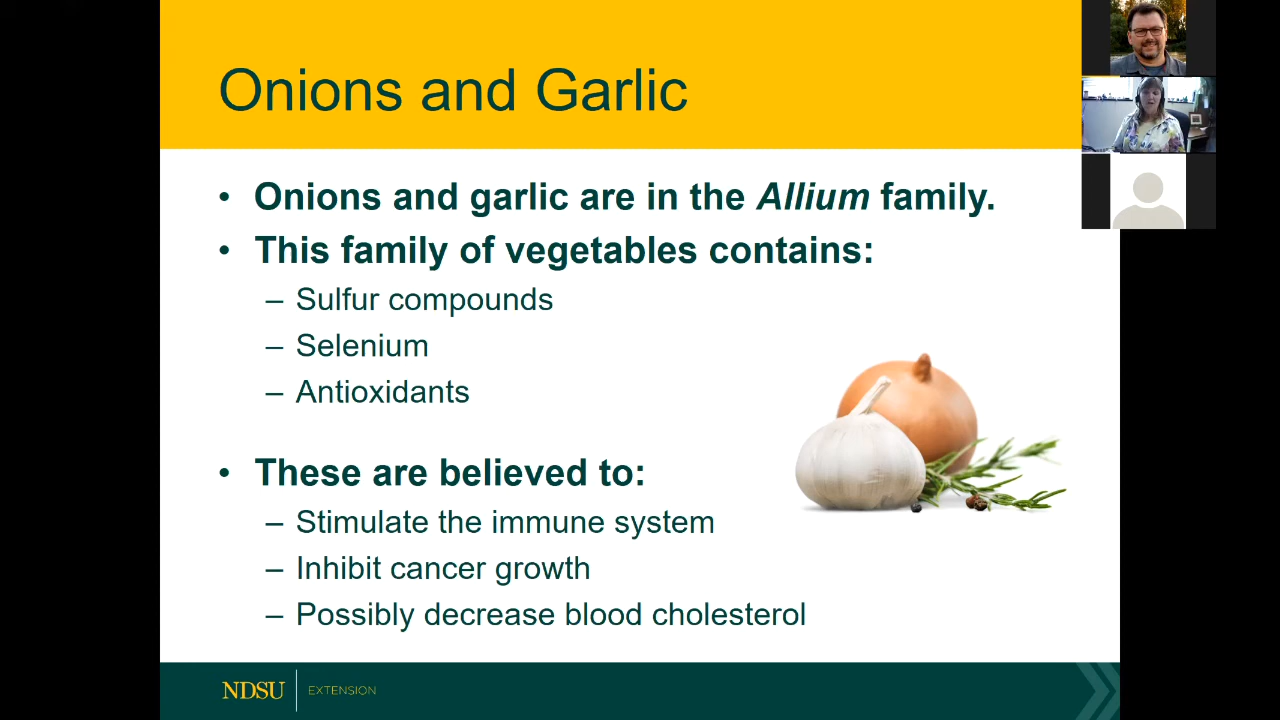 Onions and Garlic
• Onions and garlic are in the Allium family.
• This family of vegetables contains:
– Sulfur compounds
– Selenium
– Antioxidants
• These are believed to:
– Stimulate the immune system
– Inhibit cancer growth
– Possibly decrease blood cholesterol
NDSU EXTENSION